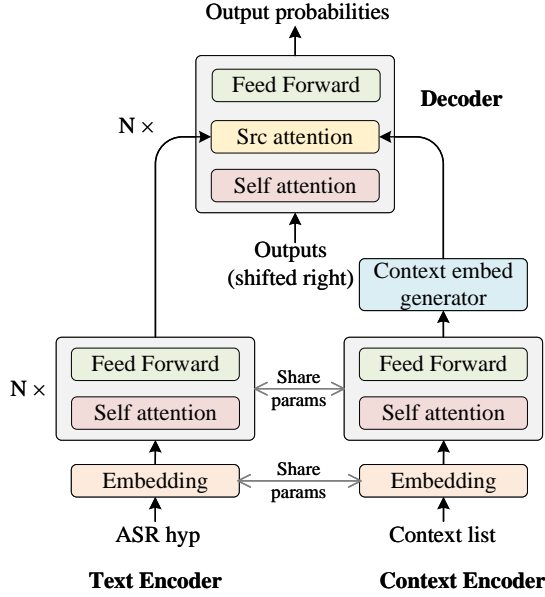 Output probabilities
Feed Forward
Decoder
N ×
Src attention
Self attention
Outputs
(shifted right)
Context embed
generator
Feed Forward
Feed Forward
N ×
Share
params
Self attention
Self attention
Embedding
Share
params
Embedding
ASR hyp
Context list
Text Encoder
Context Encoder